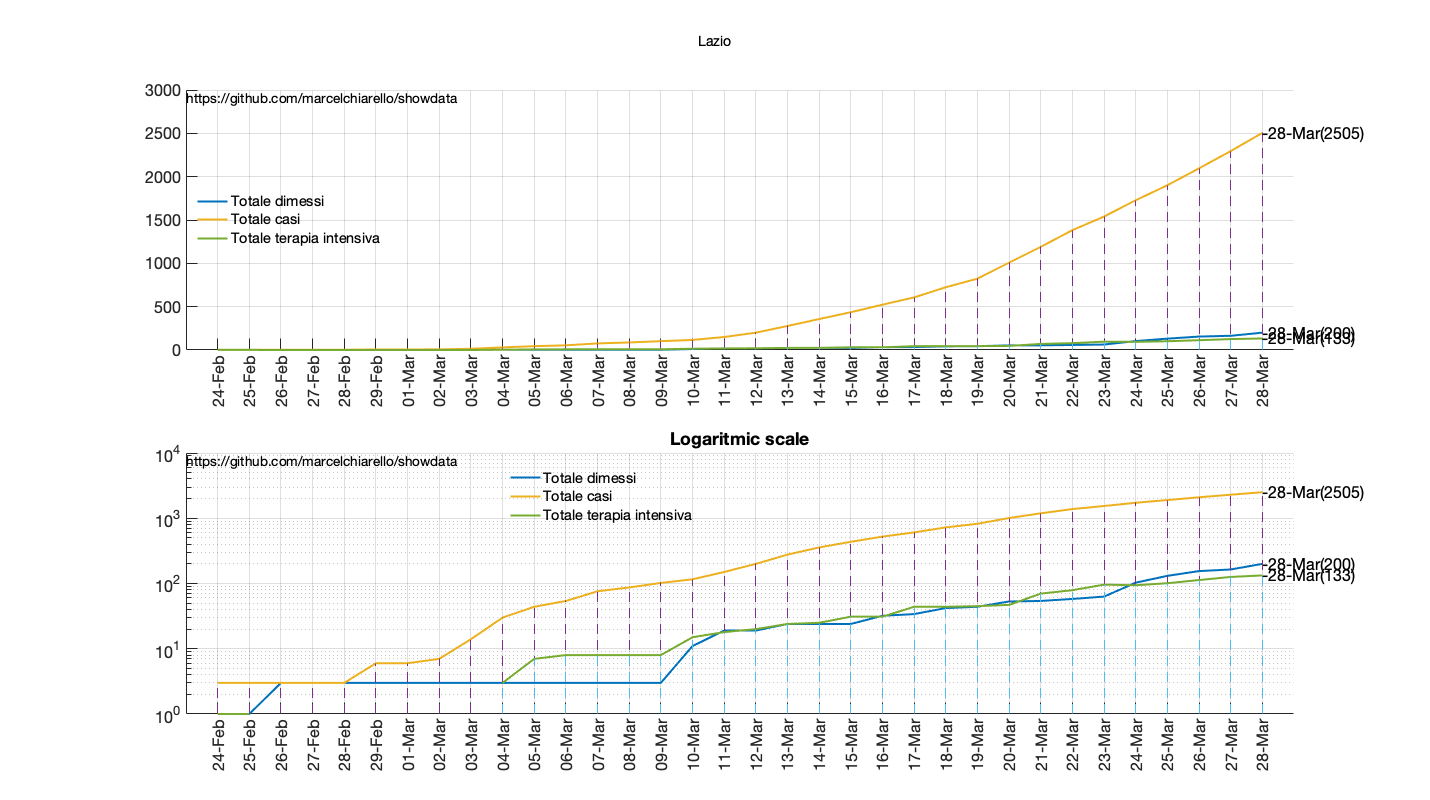 Lazio
3000
https://github.com/marcelchiarello/showdata
2500
-28-Mar(2505)
2000
Totale dimessi
1500
Totale casi
Totale terapia intensiva
1000
500
-28-Mar(200)
-28-Mar(133)
0
24-Feb 25-Feb 26-Feb 27-Feb 28-Feb 29-Feb 01-Mar 02-Mar 03-Mar 04-Mar 05-Mar 06-Mar 07-Mar 08-Mar 09-Mar 10-Mar 11-Mar 12-Mar 13-Mar 14-Mar 15-Mar 16-Mar 17-Mar 18-Mar 19-Mar 20-Mar 21-Mar 22-Mar 23-Mar 24-Mar 25-Mar 26-Mar 27-Mar 28-Mar
Logaritmic scale
10^4
https://github.com/marcelchiarello/showdata
Totale dimessi
Totale casi
-28-Mar(2505)
Totale terapia intensiva
10^3
-28-Mar(200)
-28-Mar(133)
10^2
10^1
10^0
24-Feb 25-Feb 26-Feb 27-Feb 28-Feb 29-Feb 01-Mar 02-Mar 03-Mar 04-Mar 05-Mar 06-Mar 07-Mar 08-Mar 09-Mar 10-Mar 11-Mar 12-Mar 13-Mar 14-Mar 15-Mar 16-Mar 17-Mar 18-Mar 19-Mar 20-Mar 21-Mar 22-Mar 23-Mar 24-Mar 25-Mar 26-Mar 27-Mar 28-Mar